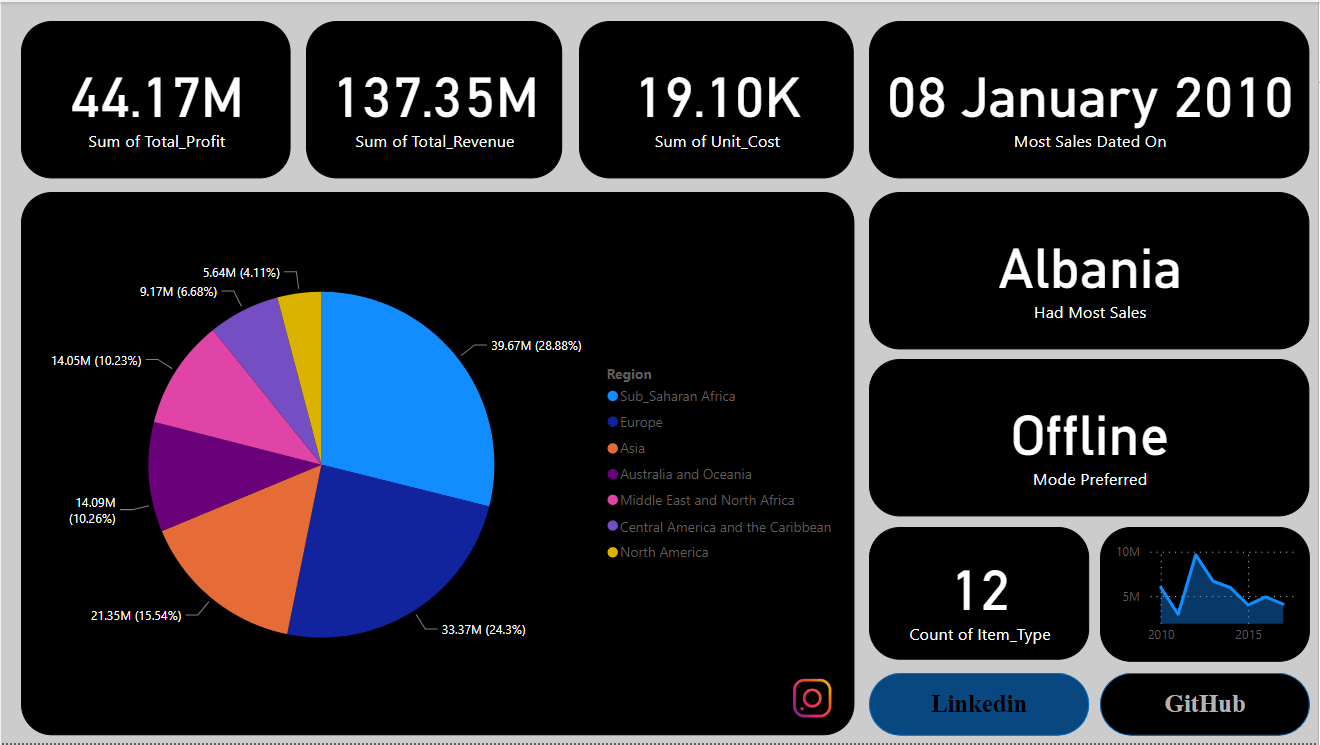 44.17M
Sum of Total_Profit
137.35M
Sum of Total_Revenue
19.10K
Sum of Unit_Cost
08 January 2010
Most Sales Dated On
5.64M (4.11%)
9.17M (6.68%)
14.05M (10.23%)
14.09M
(10.26%)
21.35M (15.54%)
39.67M (28.88%)
33.37M (24.3%)
Region
Sub_Saharan Africa
Europe
Asia
Australia and Oceania
Middle East and North Africa
Central America and the Caribbean
North America
Albania
Had Most Sales
Offline
Mode Preferred
12
Count of Item_Type
10M
5M
2010 2015
Linkedin
GitHub